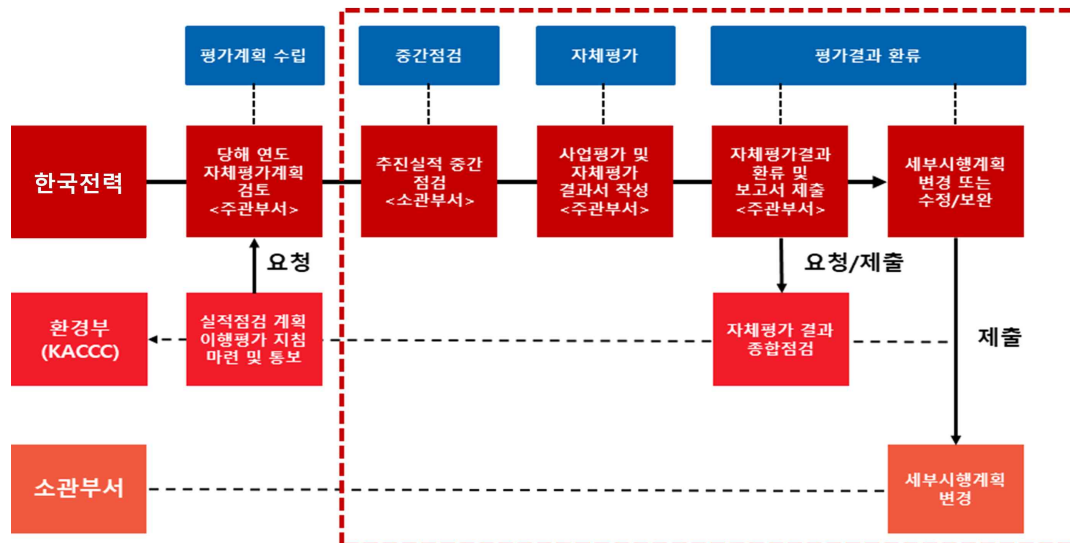 평가계획 수립
중간점검
자체평가
평가결과 환류
한국전력
당해 연도
자체평가계획
검토
<주관부서>
추진실적 중간
점검
<소관부서>
사업평가 및
자체평가
결과서 작성
<주관부서>
자체평가결과
환류 및
보고서 제출
<주관부서>
세부시행계획
변경 또는
수정/보완
요청
요청/제출
환경부
(KACCC)
실적점검 계획
이행평가 지침
마련 및 통보
자체평가 결과
종합점검
제출
소관부서
세부시행계획
변경